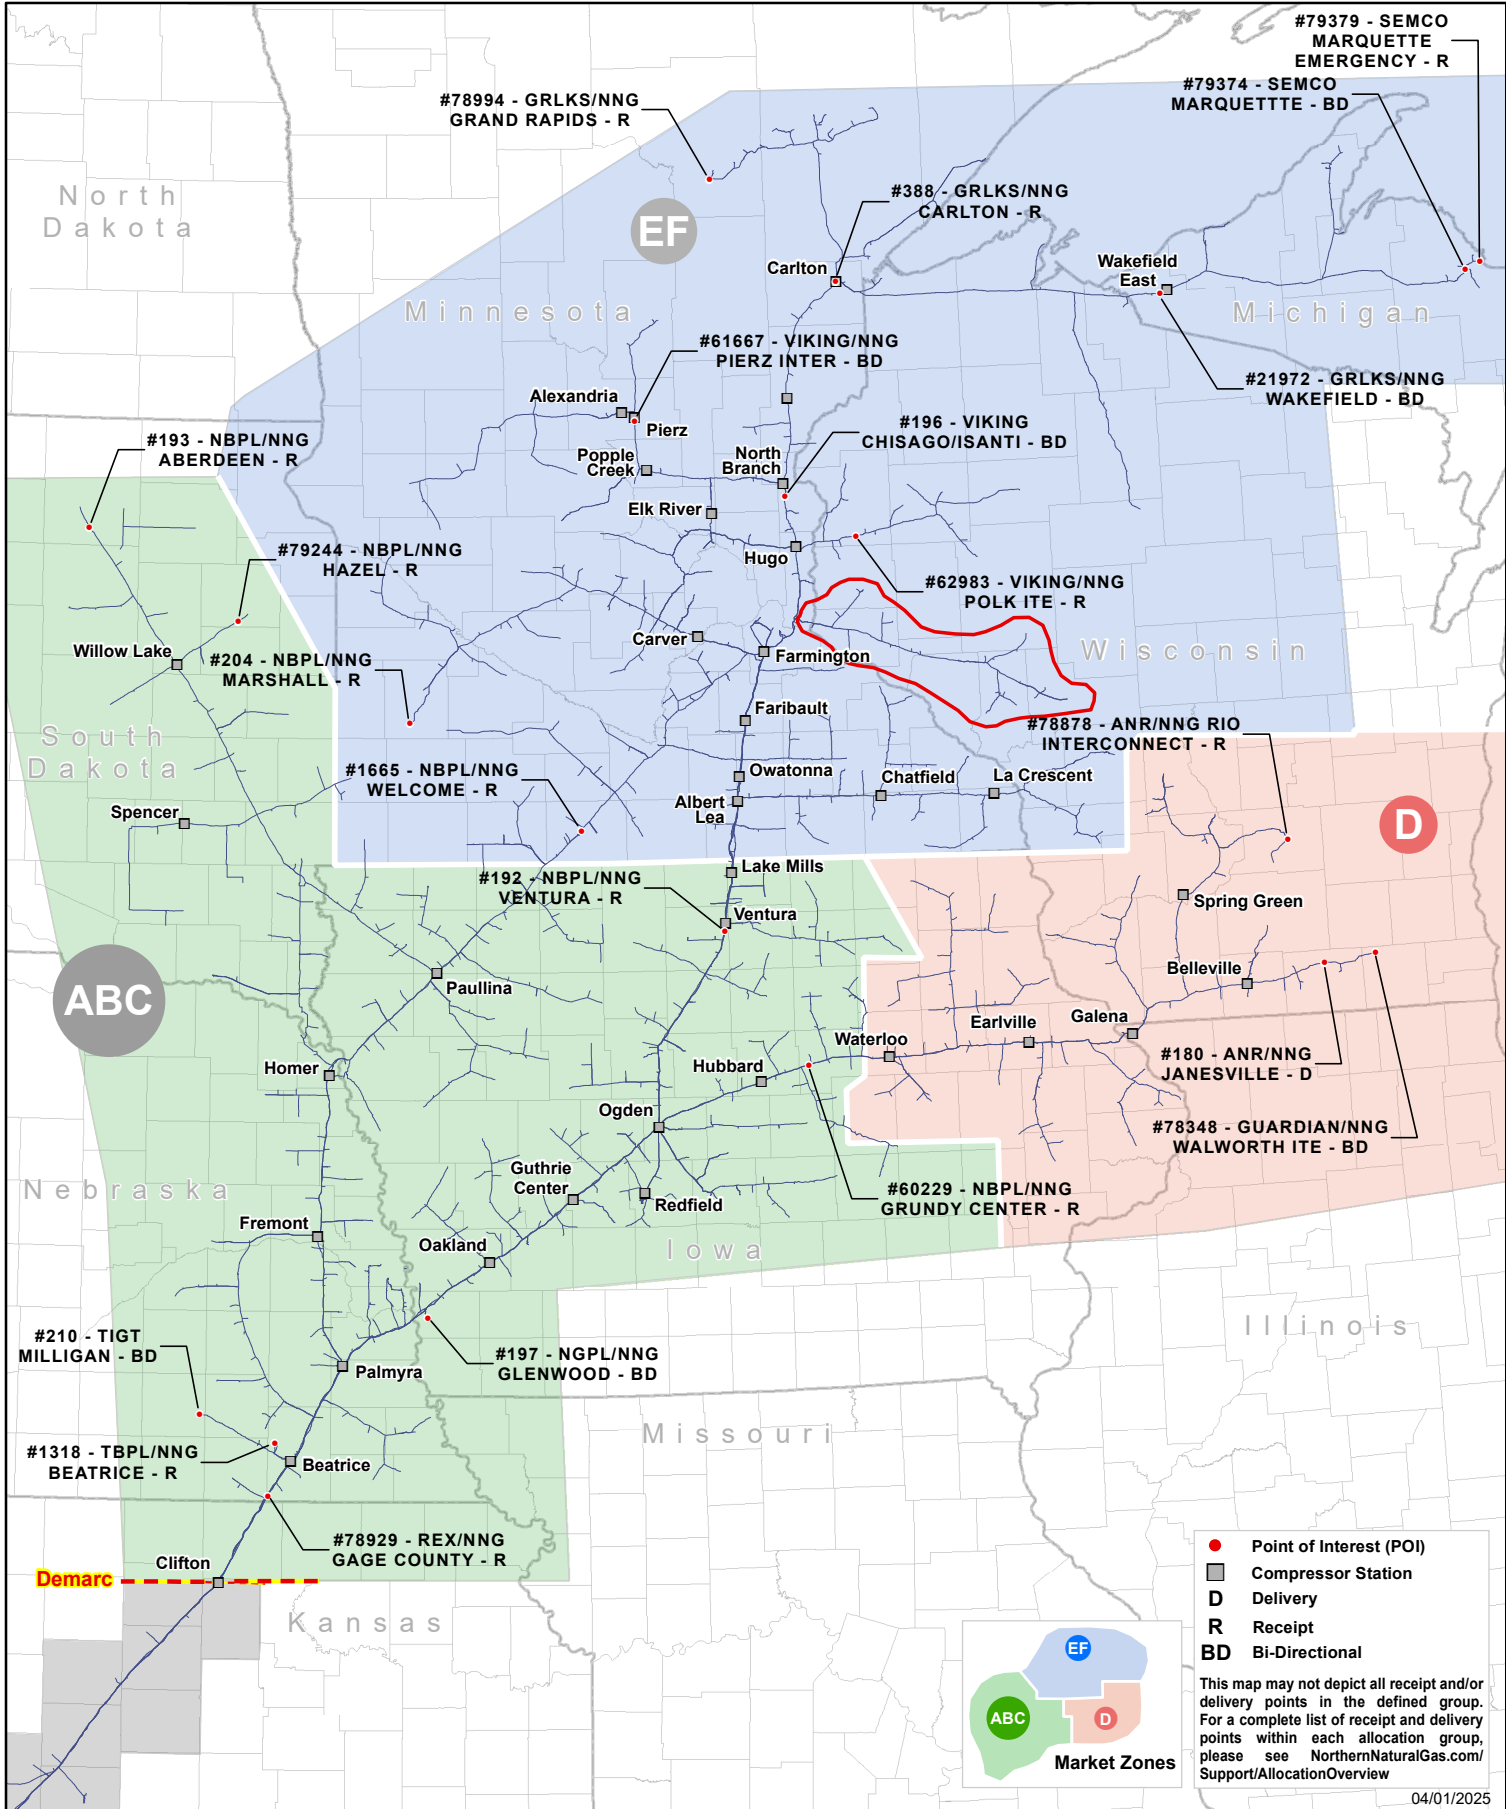 #79379 - SEMCO
MARQUETTE
EMERGENCY - R
#79374 - SEMCO
MARQUETTTE - BD
#78994 - GRLKS/NNG
GRAND RAPIDS - R
North
Dakota
#388 - GRLKS/NNG
CARLTON - R
EF
Carlton
Wakefield
East
Minnesota
Michigan
#61667 - VIKING/NNG
PIERZ INTER - BD
#21972 - GRLKS/NNG
WAKEFIELD - BD
Alexandria
Pierz
#196 - VIKING
CHISAGO/ISANTI - BD
#193 - NBPL/NNG
ABERDEEN - R
Popple
Creek
North
Branch
Elk River
#79244 - NBPL/NNG
HAZEL - R
Hugo
#62983 - VIKING/NNG
POLK ITE - R
Carver
Farmington
Wisconsin
Willow Lake
#204 - NBPL/NNG
MARSHALL - R
Faribault
#78878 - ANR/NNG RIO
INTERCONNECT - R
South
Dakota
#1665 - NBPL/NNG
WELCOME - R
Owatonna
Chatfield
La Crescent
Albert
Lea
Spencer
D
Lake Mills
#192 - NBPL/NNG
VENTURA - R
Spring Green
Ventura
Belleville
Paullina
ABC
Earlville
Galena
Waterloo
Homer
Hubbard
#180 - ANR/NNG
JANESVILLE - D
Ogden
#78348 - GUARDIAN/NNG
WALWORTH ITE - BD
Guthrie
Center
Nebraska
Redfield
#60229 - NBPL/NNG
GRUNDY CENTER - R
Fremont
Oakland
Iowa
Illinois
#210 - TIGT
MILLIGAN - BD
#197 - NGPL/NNG
GLENWOOD - BD
Palmyra
Missouri
#1318 - TBPL/NNG
BEATRICE - R
Beatrice
#78929 - REX/NNG
GAGE COUNTY - R
Clifton
Demarc
Kansas
Point of Interest (POI)
Compressor Station
D Delivery
R Receipt
BD Bi-Directional
This map may not depict all receipt and/or
delivery points in the defined group.
For a complete list of receipt and delivery
points within each allocation group,
please see NorthernNaturalGas.com/
Support/AllocationOverview
EF
ABC
D
Market Zones
04/01/2025